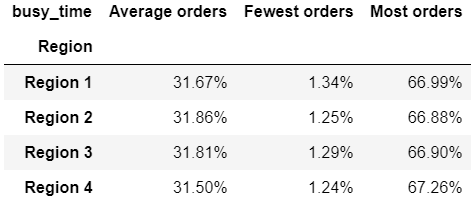 busy_time Average orders Fewest orders Most orders
Region
Region 1 31.67% 1.34% 66.99%
Region 2 31.86% 1.25% 66.88%
Region 3 31.81% 1.29% 66.90%
Region 4 31.50% 1.24% 67.26%